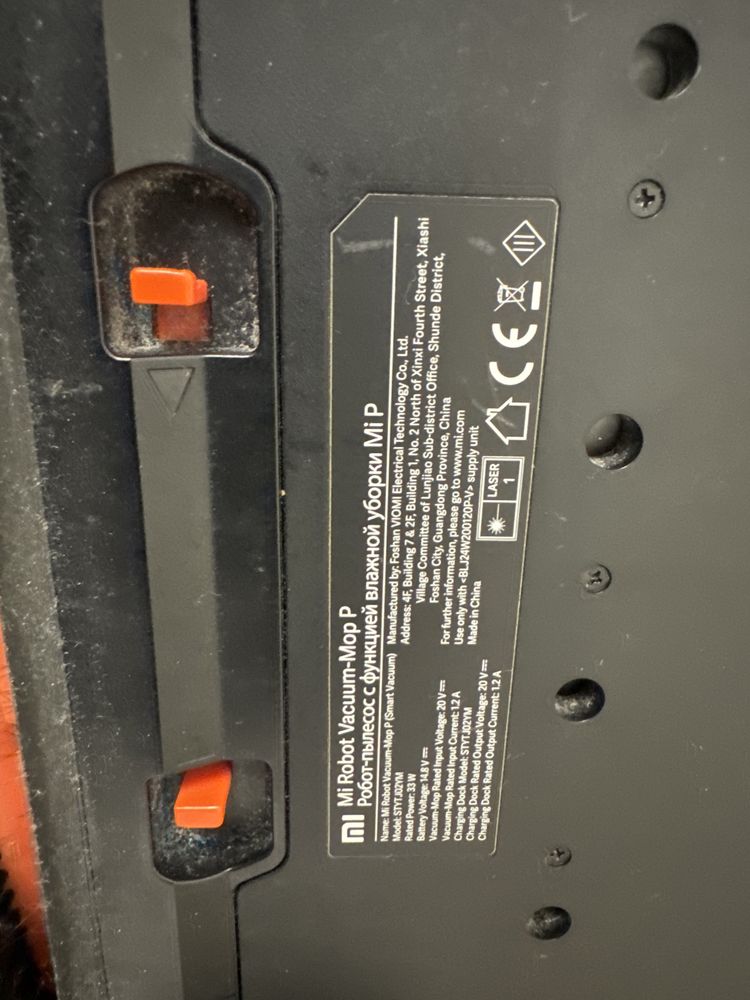 mi Mi Robot Vacuum-Mop P
Робот-пылесос с функцией влажной уборки Mi P
Name: Mi Robot Vacuum-Mop P (Smart Vacuum)
Model: STYTJ02YM
Rated Power: 33 W
Battery Voltage: 14.8 V ⎓
Vacuum-Mop Rated Input Voltage: 20 V ⎓
Vacuum-Mop Rated Input Current: 1.2 A
Charging Dock Model: STYTJ02YM
Charging Dock Rated Output Voltage: 20 V ⎓
Charging Dock Rated Output Current: 1.2 A
Manufactured by: Foshan VIOMI Electrical Technology Co., Ltd.
Address: 4F, Building 7 & 2F, Building 1, No. 2 North of Xinxi Fourth Street, Xiashi
Village Committee of Lunjiao Sub-district Office, Shunde District,
Foshan City, Guangdong Province, China
For further information, please go to www.mi.com
Use only with <BLJ24W200120P-V> supply unit
Made in China
LASER
1
CE